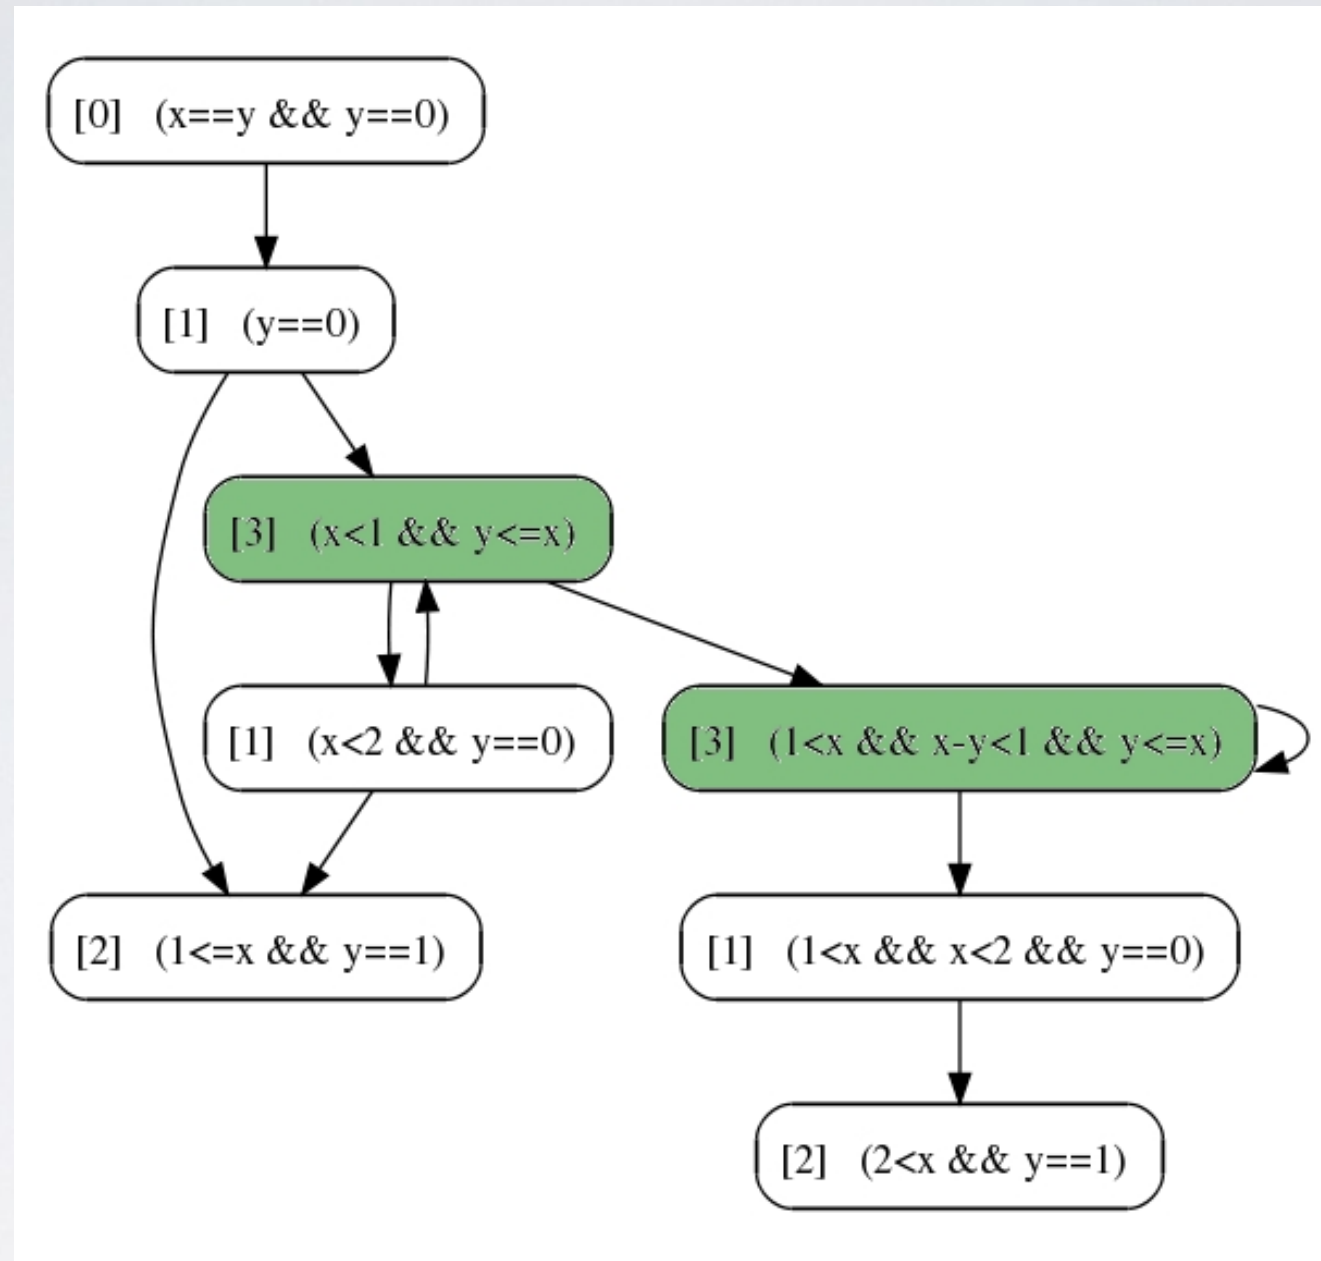 [0] (x==y && y==0)
[1] (y==0)
[3] (x<1 && y<=x)
[1] (x<2 && y==0)
[3] (1<x && x-y<1 && y<=x)
[2] (1<=x && y==1)
[1] (1<x && x<2 && y==0)
[2] (2<x && y==1)